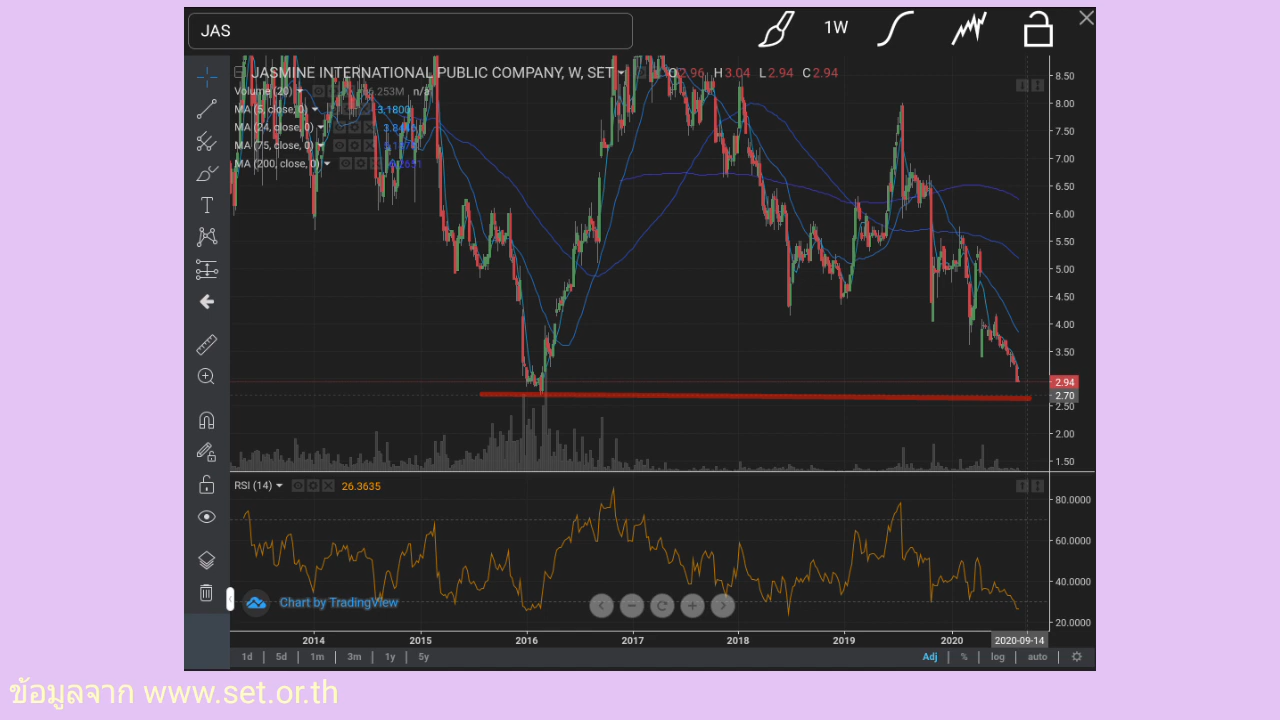 JAS
1W
JASMINE INTERNATIONAL PUBLIC COMPANY, W, SET O 2.96 H 3.04 L 2.94 C 2.94
Volume (20) n/a
MA (5, close, 0) 3.1800
MA (24, close, 0)
MA (75, close, 0)
MA (200, close, 0)
8.50
8.00
7.50
7.00
6.50
6.00
5.50
5.00
4.50
4.00
3.50
2.94
2.70
2.50
2.00
1.50
RSI (14) 26.3635
80.0000
60.0000
40.0000
20.0000
Chart by TradingView
2014 2015 2016 2017 2018 2019 2020 2020-09-14
1d 5d 1m 3m 1y 5y Adj % log auto
ข้อมูลจาก www.set.or.th